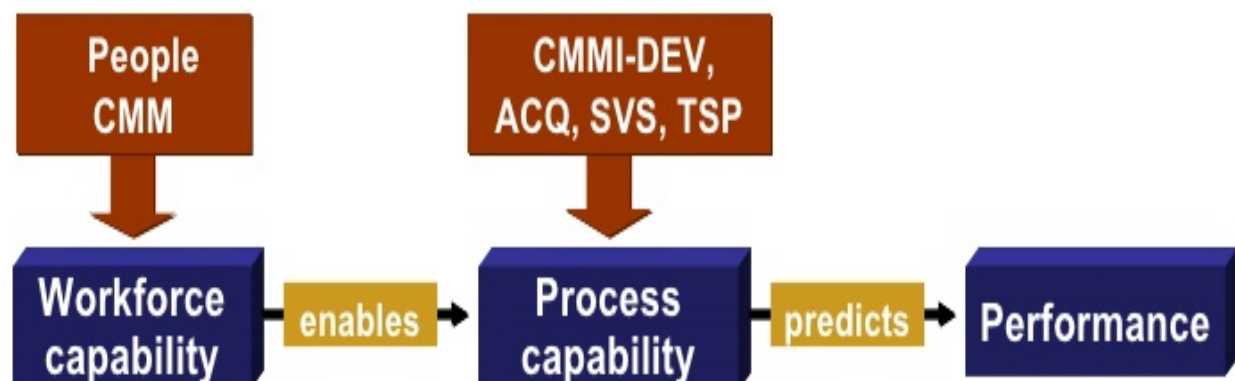 People
CMM
CMMI-DEV,
ACQ, SVS, TSP
Workforce
capability
enables
Process
capability
predicts
Performance